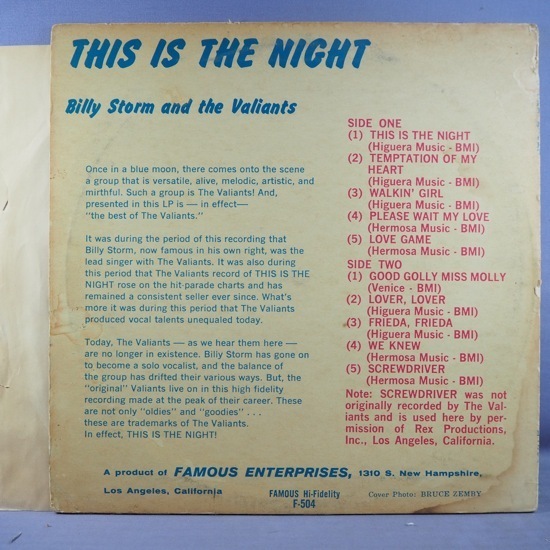 THIS IS THE NIGHT
Billy Storm and the Valiants
Once in a blue moon, there comes onto the scene
a group that is versatile, alive, melodic, artistic, and
mirthful. Such a group is The Valiants! And,
presented in this LP is — in effect—
"the best of The Valiants."
It was during the period of this recording that
Billy Storm, now famous in his own right, was the
lead singer with The Valiants. It was also during
this period that The Valiants record of THIS IS THE
NIGHT rose on the hit-parade charts and has
remained a consistent seller ever since. What's
more it was during this period that The Valiants
produced vocal talents unequaled today.
Today, The Valiants — as we hear them here —
are no longer in existence. Billy Storm has gone on
to become a solo vocalist, and the balance of
the group has drifted their various ways. But, the
"original" Valiants live on in this high fidelity
recording made at the peak of their career. These
are not only "oldies" and "goodies" . . .
these are trademarks of The Valiants.
In effect, THIS IS THE NIGHT!
SIDE ONE
(1) THIS IS THE NIGHT
(Higuera Music - BMI)
(2) TEMPTATION OF MY
HEART
(Higuera Music - BMI)
(3) WALKIN' GIRL
(Higuera Music - BMI)
(4) PLEASE WAIT MY LOVE
(Hermosa Music - BMI)
(5) LOVE GAME
(Hermosa Music - BMI)
SIDE TWO
(1) GOOD GOLLY MISS MOLLY
(Venice - BMI)
(2) LOVER, LOVER
(Higuera Music - BMI)
(3) FRIEDA, FRIEDA
(Higuera Music - BMI)
(4) WE KNEW
(Hermosa Music - BMI)
(5) SCREWDRIVER
(Hermosa Music - BMI)
Note: SCREWDRIVER was not
originally recorded by The Val-
iants and is used here by per-
mission of Rex Productions,
Inc., Los Angeles, California.
A product of FAMOUS ENTERPRISES, 1310 S. New Hampshire,
Los Angeles, California
FAMOUS Hi-Fidelity
F-504
Cover Photo: BRUCE ZEMBY